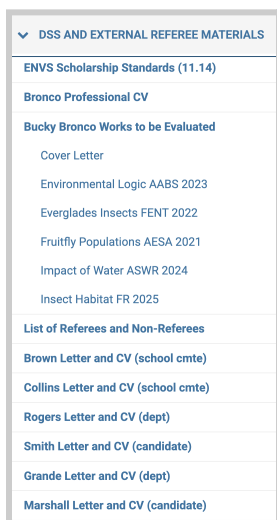 DSS AND EXTERNAL REFEREE MATERIALS
ENVS Scholarship Standards (11.14)
Bronco Professional CV
Bucky Bronco Works to be Evaluated
Cover Letter
Environmental Logic AABS 2023
Everglades Insects FENT 2022
Fruitfly Populations AESA 2021
Impact of Water ASWR 2024
Insect Habitat FR 2025
List of Referees and Non-Referees
Brown Letter and CV (school cmte)
Collins Letter and CV (school cmte)
Rogers Letter and CV (dept)
Smith Letter and CV (candidate)
Grande Letter and CV (dept)
Marshall Letter and CV (candidate)